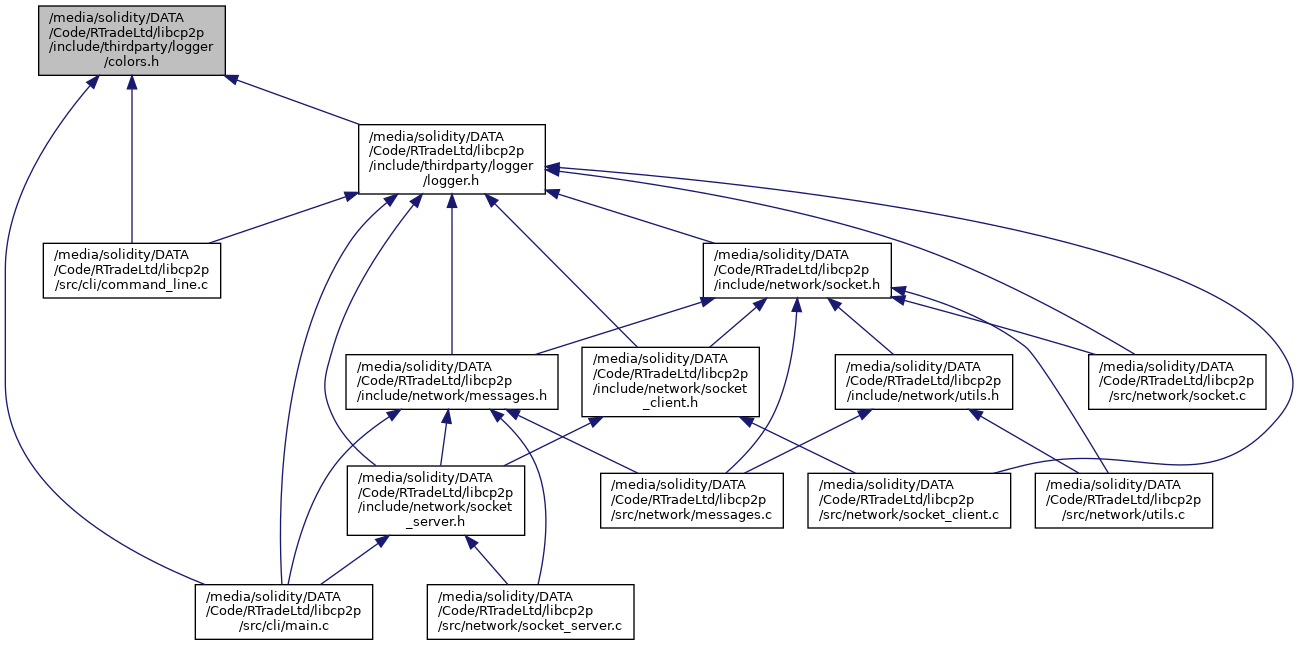 /media/solidity/DATA
/Code/RTradeLtd/libcp2p
/include/thirdparty/logger
/colors.h
/media/solidity/DATA
/Code/RTradeLtd/libcp2p
/include/thirdparty/logger
/logger.h
/media/solidity/DATA
/Code/RTradeLtd/libcp2p
/src/cli/command_line.c
/media/solidity/DATA
/Code/RTradeLtd/libcp2p
/include/network/socket.h
/media/solidity/DATA
/Code/RTradeLtd/libcp2p
/include/network/messages.h
/media/solidity/DATA
/Code/RTradeLtd/libcp2p
/include/network/socket
_client.h
/media/solidity/DATA
/Code/RTradeLtd/libcp2p
/include/network/utils.h
/media/solidity/DATA
/Code/RTradeLtd/libcp2p
/src/network/socket.c
/media/solidity/DATA
/Code/RTradeLtd/libcp2p
/include/network/socket
_server.h
/media/solidity/DATA
/Code/RTradeLtd/libcp2p
/src/network/messages.c
/media/solidity/DATA
/Code/RTradeLtd/libcp2p
/src/network/socket_client.c
/media/solidity/DATA
/Code/RTradeLtd/libcp2p
/src/network/utils.c
/media/solidity/DATA
/Code/RTradeLtd/libcp2p
/src/cli/main.c
/media/solidity/DATA
/Code/RTradeLtd/libcp2p
/src/network/socket_server.c